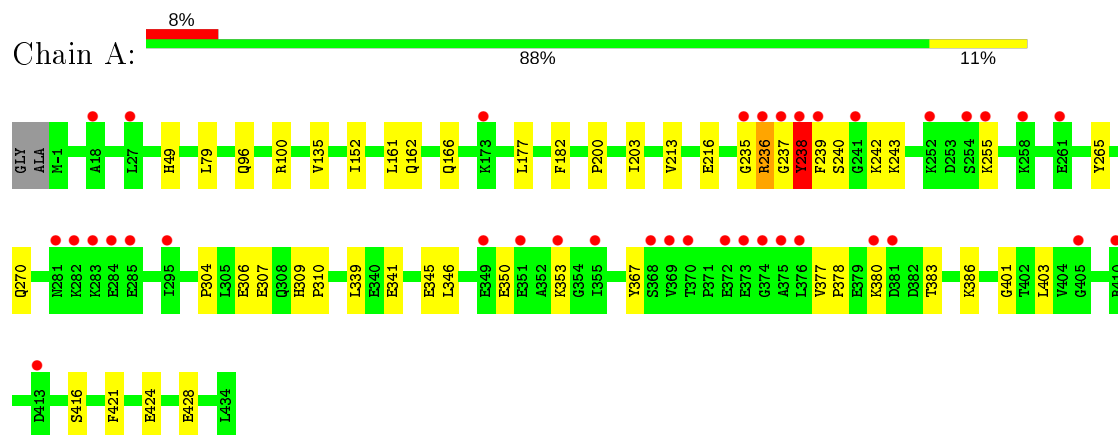 8%
Chain A:
88% 11%
GLY ALA M-1 A18 L27 H49 L79 Q96 R100 V135 I152 L161 Q162 Q166 K173 L177 F182 P200 I203 V213 E216 G235 R236 G237 Y238 F239 S240 G241 K242 K243 K252 D253 S254 K255 K258 E261 Y265
Q270 N281 K282 K283 E284 E285 I295 P304 L305 E306 E307 Q308 H309 P310 L339 E340 E341 E345 L346 E349 E350 E351 A352 K353 G354 I355 Y367 S368 V369 T370 P371 E372 E373 G374 A375 L376 V377 P378 E379 K380 D381 D382 T383 K386 G401 T402 L403 V404 G405
D413 S416 F421 E424 E428 L434